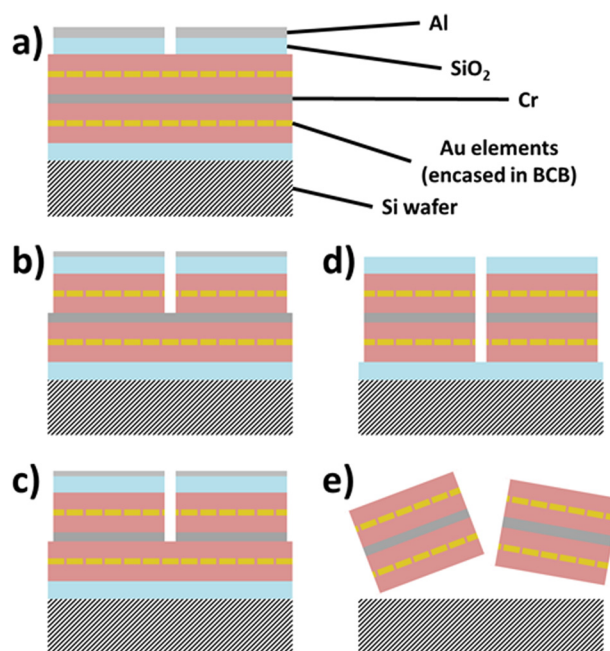 a)
Al
SiO₂
Cr
Au elements
(encased in BCB)
Si wafer
b)
d)
c)
e)